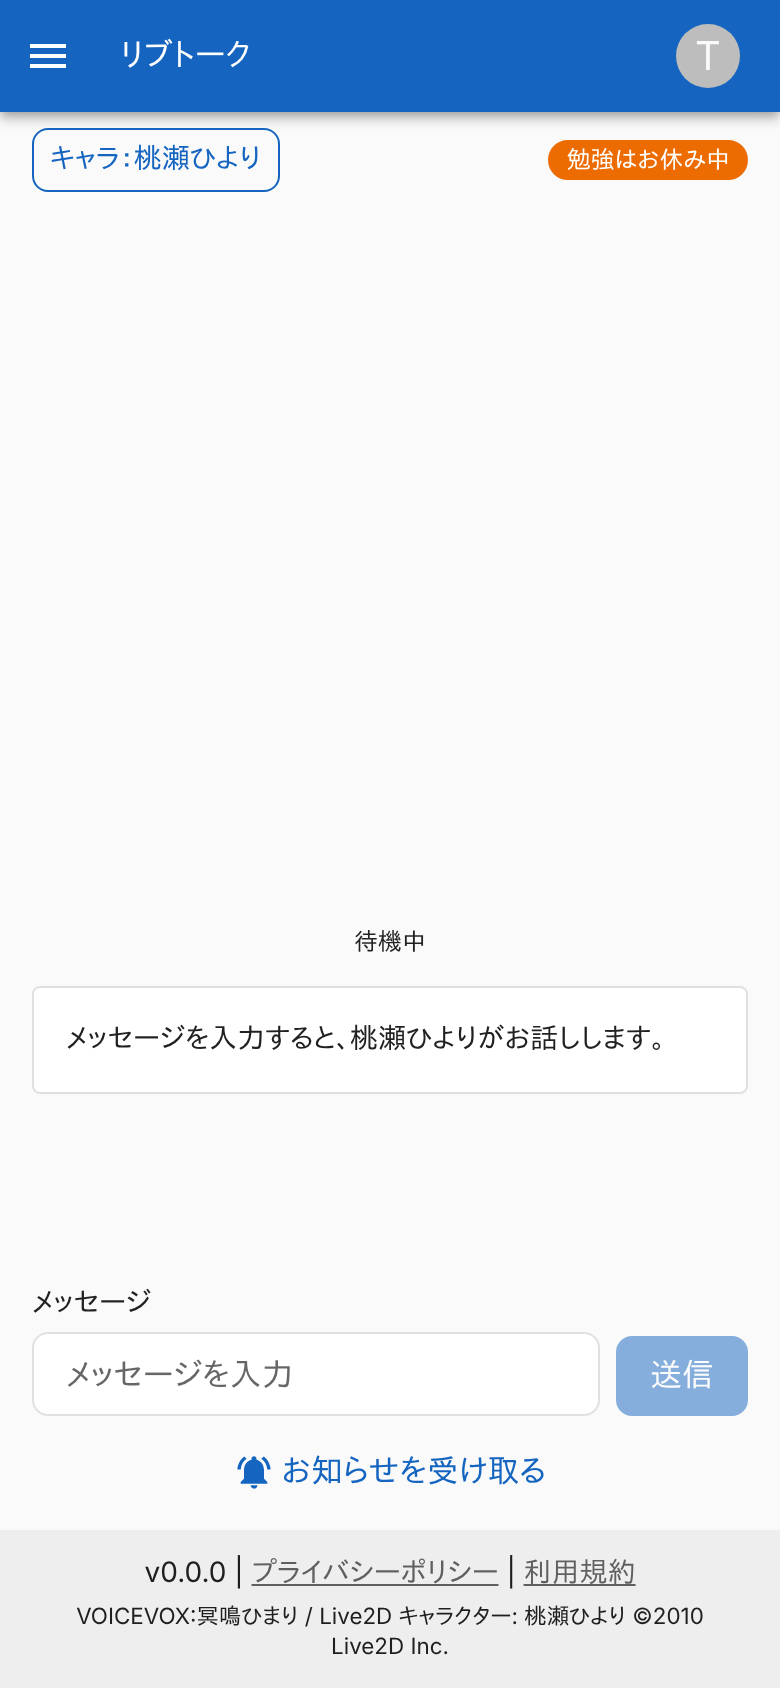 リブトーク
T
キャラ：桃瀬ひより
勉強はお休み中
待機中
メッセージを入力すると、桃瀬ひよりがお話しします。
メッセージ
メッセージを入力
送信
お知らせを受け取る
v0.0.0 | プライバシーポリシー | 利用規約
VOICEVOX:冥鳴ひまり / Live2D キャラクター: 桃瀬ひより ©2010
Live2D Inc.